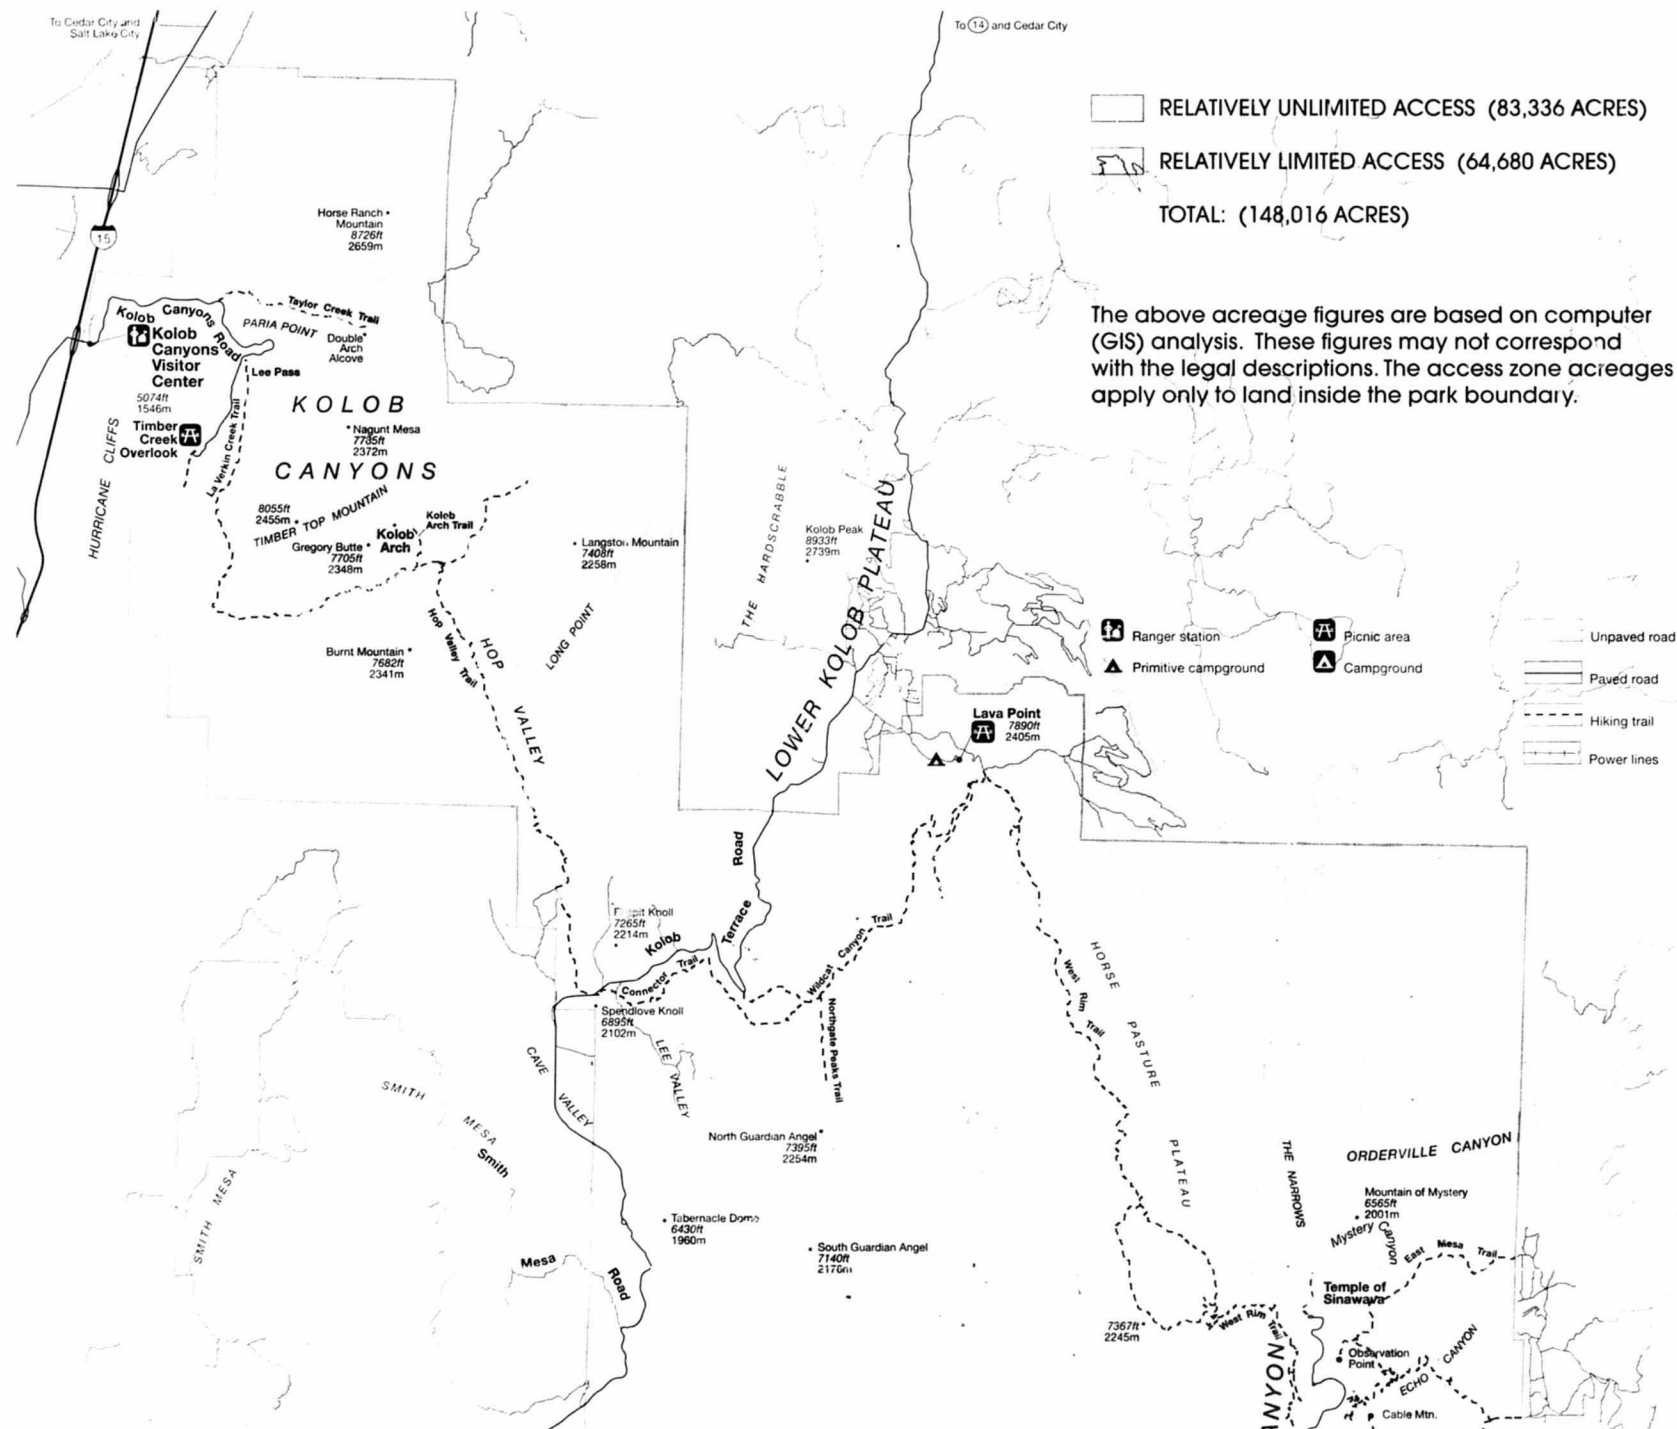 To Cedar City and
Salt Lake City
To 14 and Cedar City
RELATIVELY UNLIMITED ACCESS (83,336 ACRES)
RELATIVELY LIMITED ACCESS (64,680 ACRES)
TOTAL: (148,016 ACRES)
The above acreage figures are based on computer
(GIS) analysis. These figures may not correspond
with the legal descriptions. The access zone acreages
apply only to land inside the park boundary.
15
Horse Ranch
Mountain
8726ft
2659m
Taylor Creek Trail
Kolob Canyons Road
PARIA POINT
Double
Arch
Alcove
Kolob
Canyons
Visitor
Center
5074ft
1546m
Lee Pass
KOLOB
CANYONS
Nagunt Mesa
7785ft
2372m
Timber
Creek
Overlook
HURRICANE CLIFFS
La Verkin Creek Trail
8055ft
2455m
TIMBER TOP MOUNTAIN
Kolob
Arch Trail
Kolob
Arch
Gregory Butte
7705ft
2348m
Langston Mountain
7408ft
2258m
THE HARDSCRABBLE
Kolob Peak
8933ft
2739m
LOWER KOLOB PLATEAU
LONG POINT
Hop Valley Trail
HOP VALLEY
Burnt Mountain
7682ft
2341m
Ranger station
Picnic area
Unpaved road
Primitive campground
Campground
Paved road
Hiking trail
Power lines
Lava Point
7890ft
2405m
Kolob Terrace Road
Knoll
7265ft
2214m
Connector Trail
Wildcat Canyon Trail
Northgate Peaks Trail
Spendlove Knoll
6895ft
2102m
LEE VALLEY
CAVE VALLEY
West Rim Trail
HORSE PASTURE PLATEAU
SMITH MESA
SMITH MESA
Smith Mesa Road
North Guardian Angel
7395ft
2254m
Tabernacle Dome
6430ft
1960m
South Guardian Angel
7140ft
2176m
THE NARROWS
ORDERVILLE CANYON
Mountain of Mystery
6565ft
2001m
Mystery Canyon
East Mesa Trail
Temple of
Sinawava
7367ft
2245m
West Rim Trail
Observation
Point
ECHO CANYON
Cable Mtn.